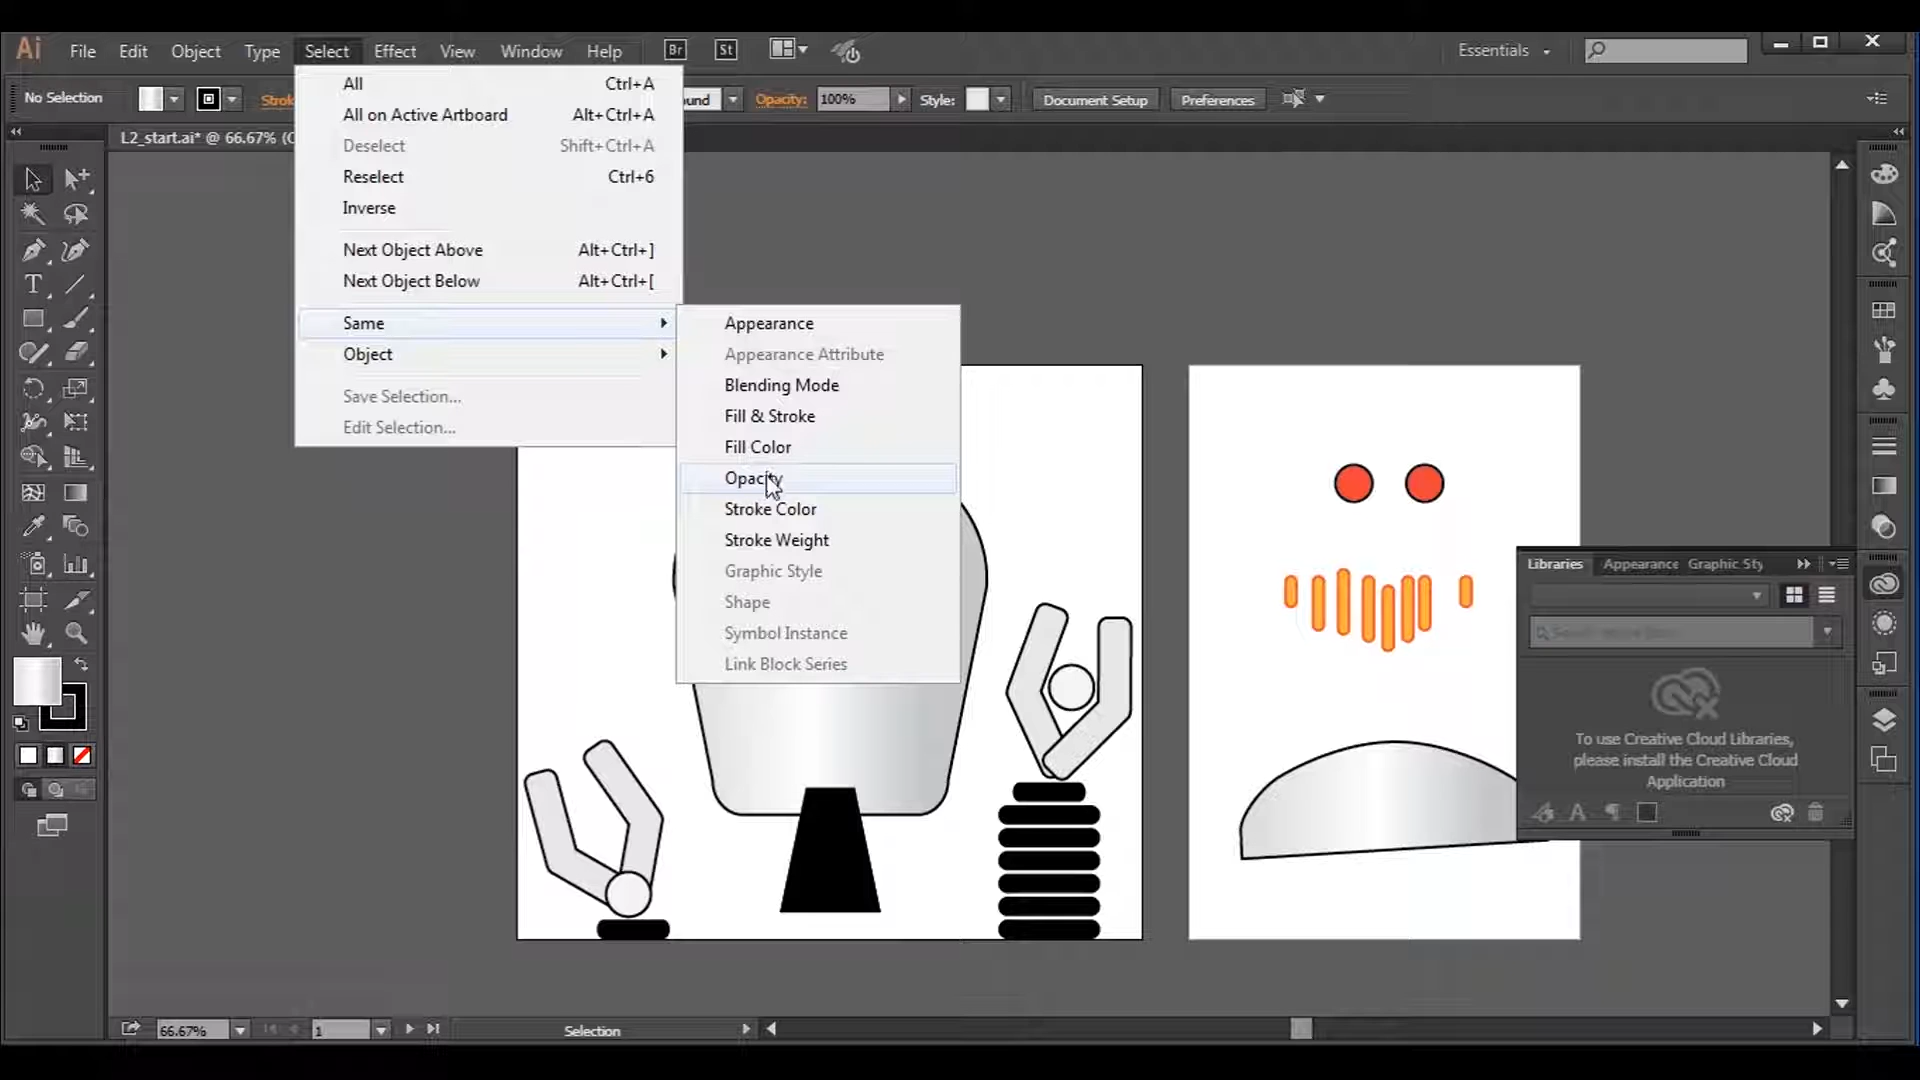 Ai File Edit Object Type Select Effect View Window Help Br St Essentials
No Selection Opacity: 100% Style: Document Setup Preferences
L2_start.ai* @ 66.67%
All Ctrl+A
All on Active Artboard Alt+Ctrl+A
Deselect Shift+Ctrl+A
Reselect Ctrl+6
Inverse
Next Object Above Alt+Ctrl+]
Next Object Below Alt+Ctrl+[
Same
Object
Save Selection...
Edit Selection...
Appearance
Appearance Attribute
Blending Mode
Fill & Stroke
Fill Color
Opacity
Stroke Color
Stroke Weight
Graphic Style
Shape
Symbol Instance
Link Block Series
Libraries Appearance Graphic Sty
To use Creative Cloud Libraries,
please install the Creative Cloud
Application
66.67% 1 Selection